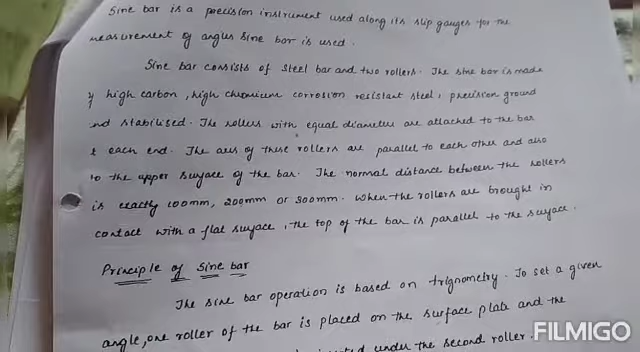 Sine bar is a precision instrument used along its slip gauges for the
measurement of angles sine bar is used.
Sine bar consists of steel bar and two rollers. The sine bar is made
of high carbon, high chromium corrosion resistant steel, precision ground
nd stabilised. The rollers with equal diameter are attached to the bar
t each end. The axis of these rollers are parallel to each other and also
to the upper surface of the bar. The normal distance between the rollers
is exactly 100mm, 200mm or 300mm. When the rollers are brought in
contact with a flat surface, the top of the bar is parallel to the surface.
Principle of Sine bar
The sine bar operation is based on trignometry. To set a given
angle, one roller of the bar is placed on the surface plate and the
under the second roller.
FILMIGO